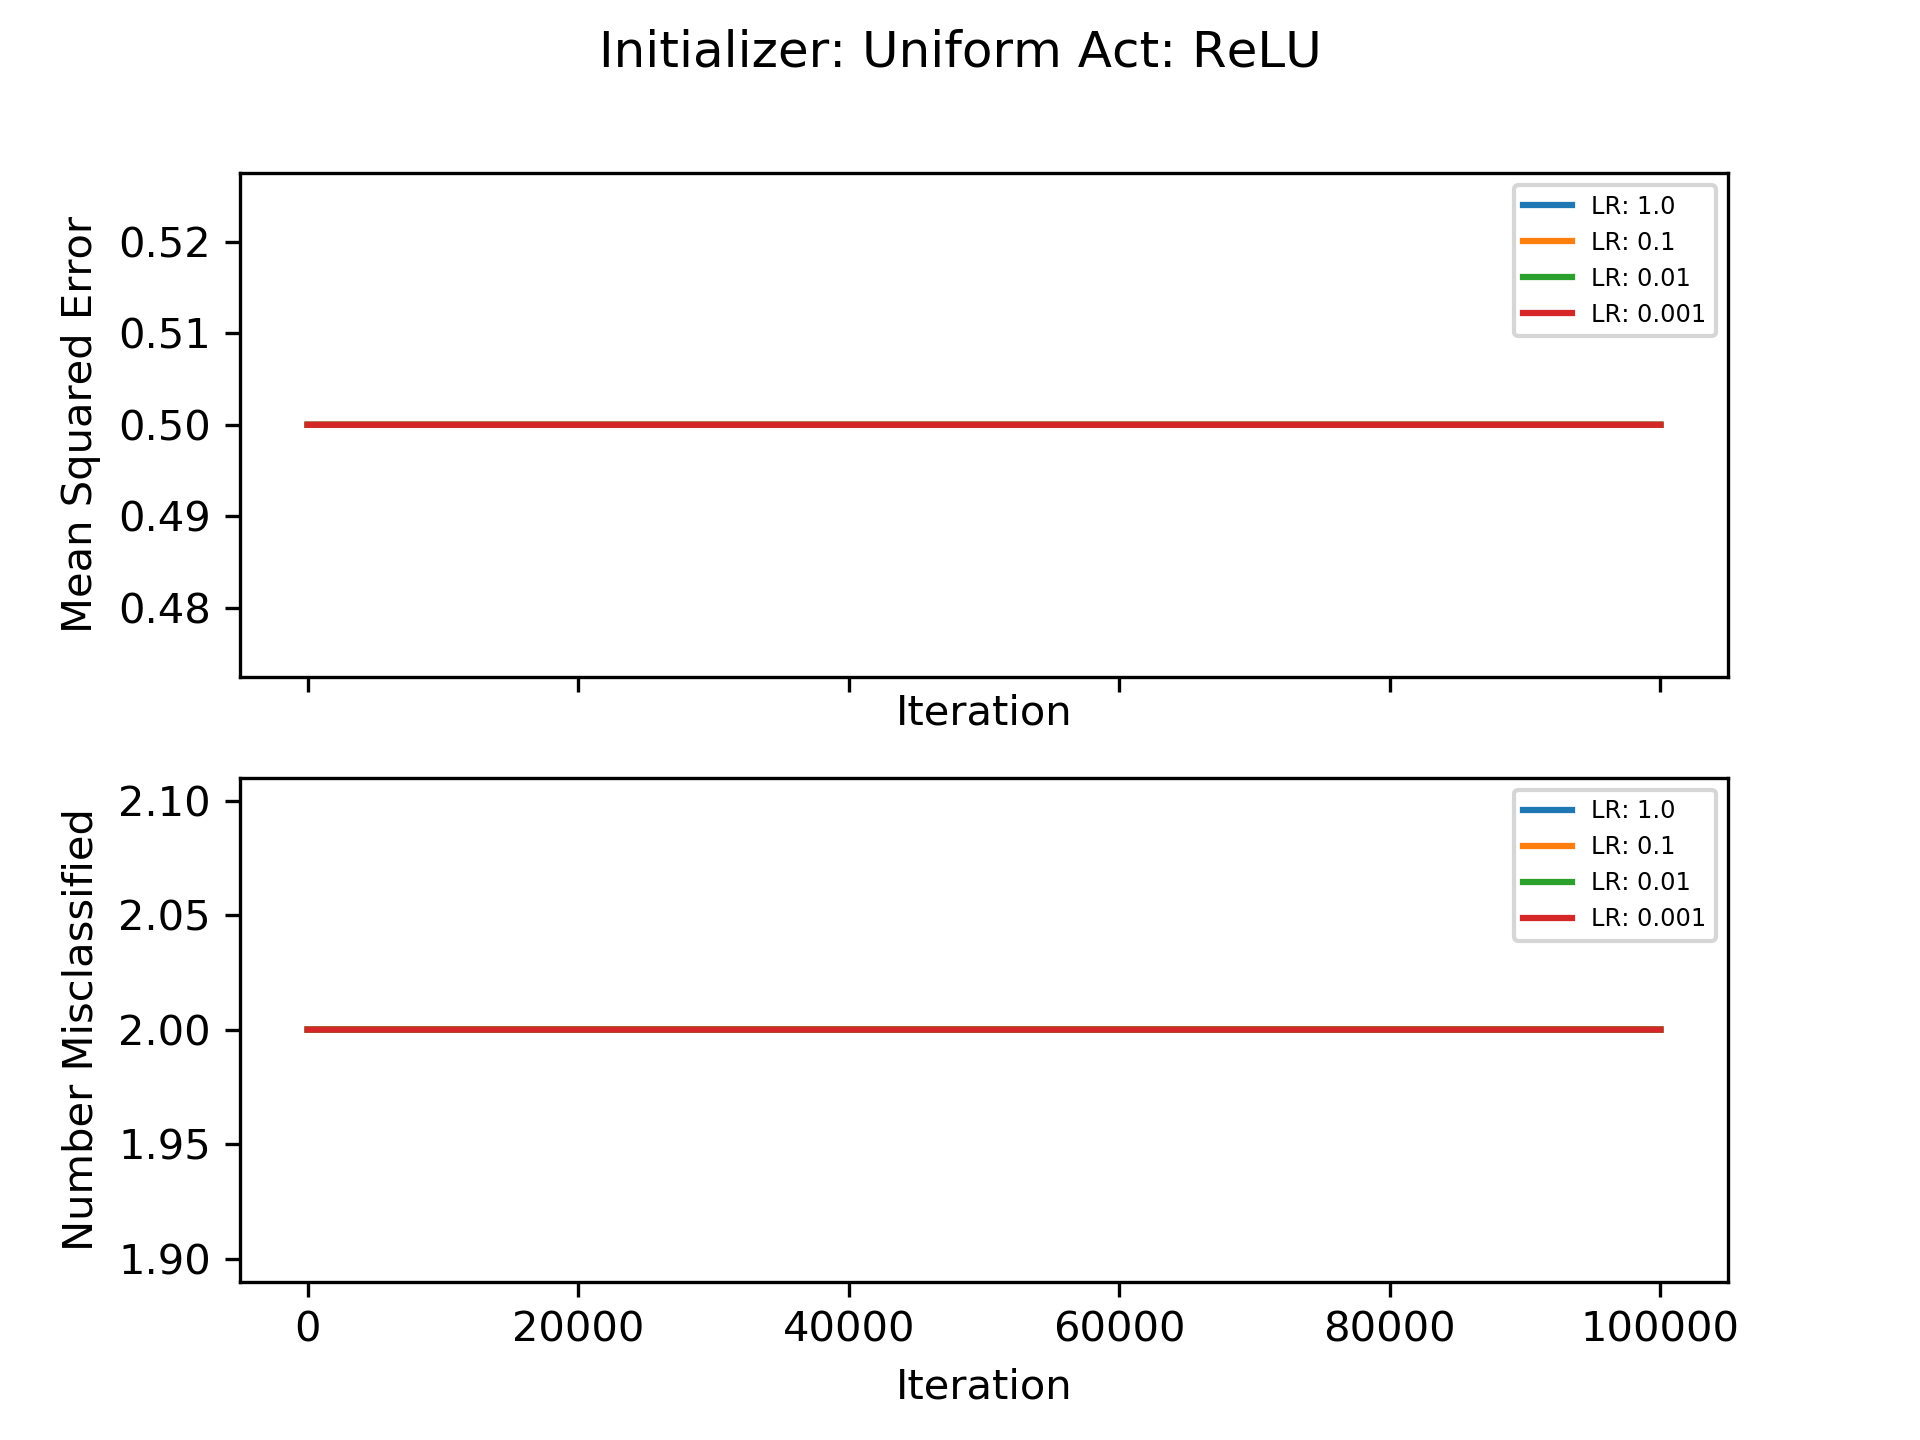 Initializer: Uniform Act: ReLU
Mean Squared Error
0.52
0.51
0.50
0.49
0.48
LR: 1.0
LR: 0.1
LR: 0.01
LR: 0.001
Iteration
Number Misclassified
2.10
2.05
2.00
1.95
1.90
LR: 1.0
LR: 0.1
LR: 0.01
LR: 0.001
0 20000 40000 60000 80000 100000
Iteration